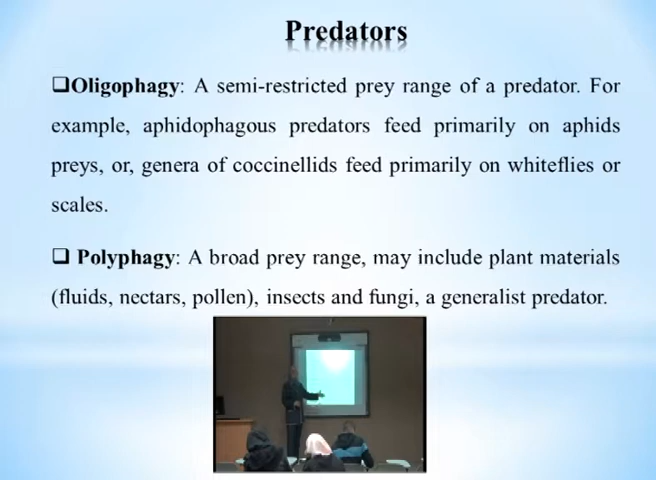 Predators
❑Oligophagy: A semi-restricted prey range of a predator. For
example, aphidophagous predators feed primarily on aphids
preys, or, genera of coccinellids feed primarily on whiteflies or
scales.
❑ Polyphagy: A broad prey range, may include plant materials
(fluids, nectars, pollen), insects and fungi, a generalist predator.